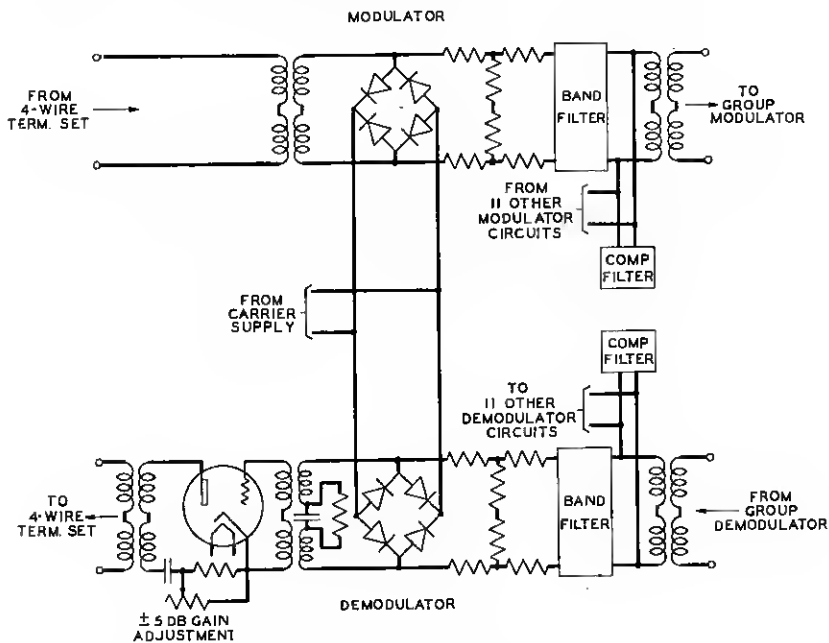 MODULATOR
FROM
4-WIRE
TERM. SET
BAND
FILTER
TO
GROUP
MODULATOR
FROM
11 OTHER
MODULATOR
CIRCUITS
COMP
FILTER
FROM
CARRIER
SUPPLY
COMP
FILTER
TO
11 OTHER
DEMODULATOR
CIRCUITS
TO
4-WIRE
TERM. SET
BAND
FILTER
FROM
GROUP
DEMODULATOR
± 5 DB GAIN
ADJUSTMENT
DEMODULATOR